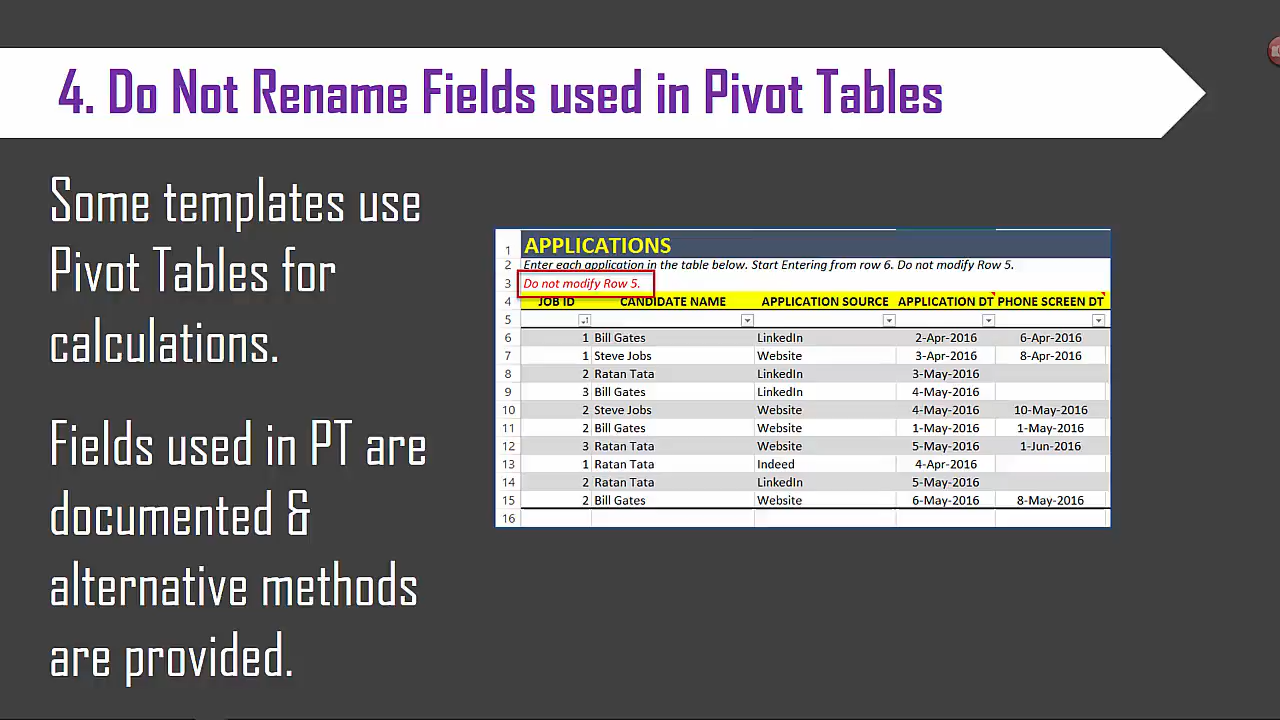 4. Do Not Rename Fields used in Pivot Tables
Some templates use
Pivot Tables for
calculations.
Fields used in PT are
documented &
alternative methods
are provided.
1 APPLICATIONS
2 Enter each application in the table below. Start Entering from row 6. Do not modify Row 5.
3 Do not modify Row 5.
4 JOB ID CANDIDATE NAME APPLICATION SOURCE APPLICATION DT PHONE SCREEN DT
5
6 1 Bill Gates LinkedIn 2-Apr-2016 6-Apr-2016
7 1 Steve Jobs Website 3-Apr-2016 8-Apr-2016
8 2 Ratan Tata LinkedIn 3-May-2016
9 3 Bill Gates LinkedIn 4-May-2016
10 2 Steve Jobs Website 4-May-2016 10-May-2016
11 2 Bill Gates Website 1-May-2016 1-May-2016
12 3 Ratan Tata Website 5-May-2016 1-Jun-2016
13 1 Ratan Tata Indeed 4-Apr-2016
14 2 Ratan Tata LinkedIn 5-May-2016
15 2 Bill Gates Website 6-May-2016 8-May-2016
16